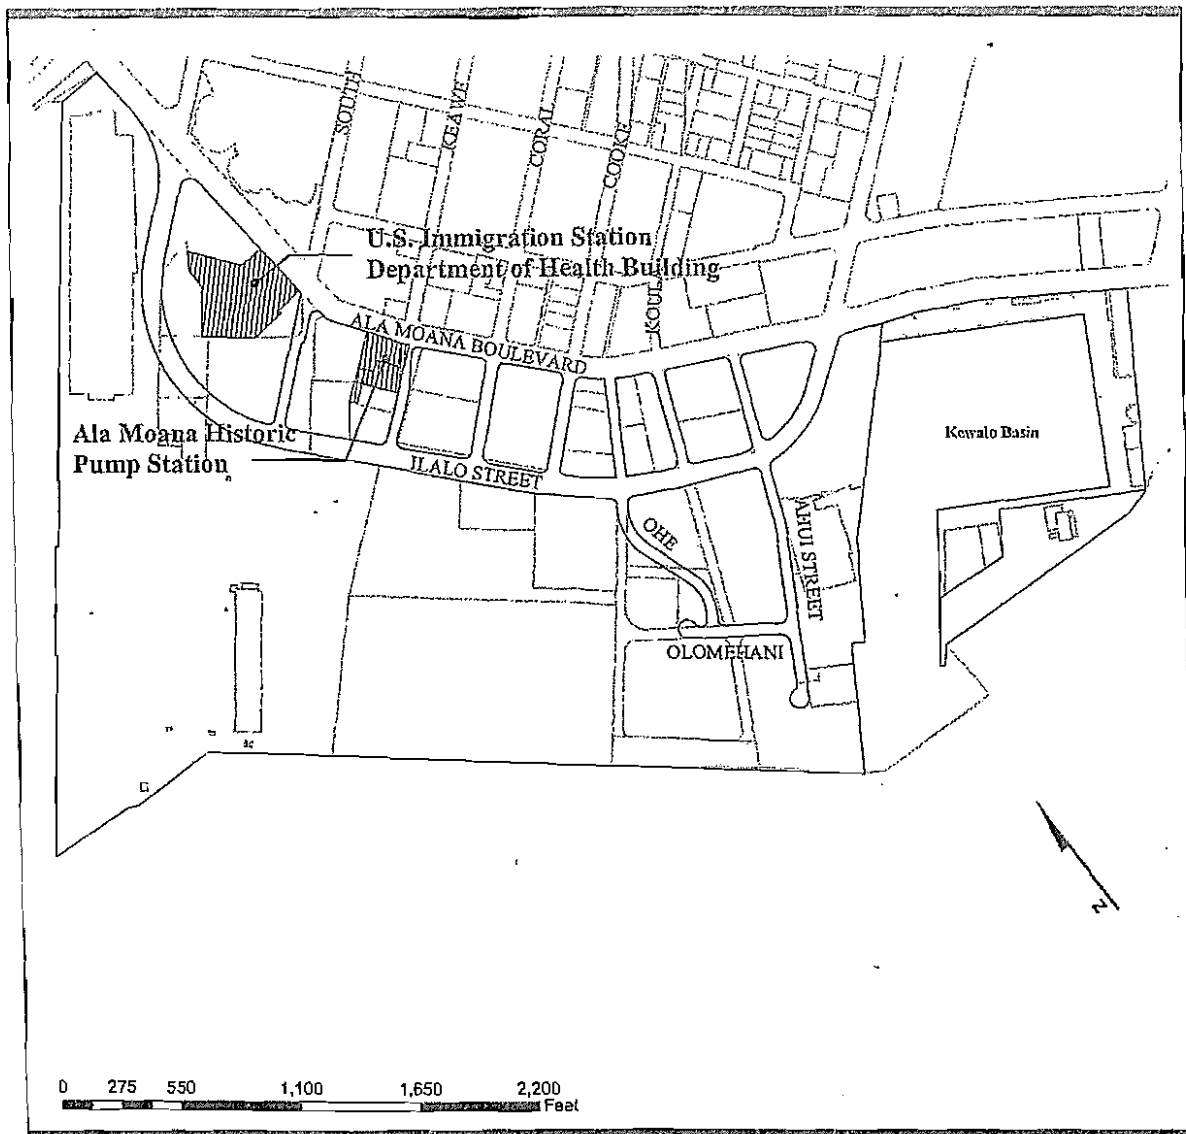 SOUTH
KEAWE
CORAL
COOKE
U.S. Immigration Station
Department of Health Building
KOUL
ALA MOANA BOULEVARD
Kewalo Basin
Ala Moana Historic
Pump Station
ILALO STREET
OHE
AHUI STREET
OLOMEHANI
N
0 275 550 1,100 1,650 2,200
Feet